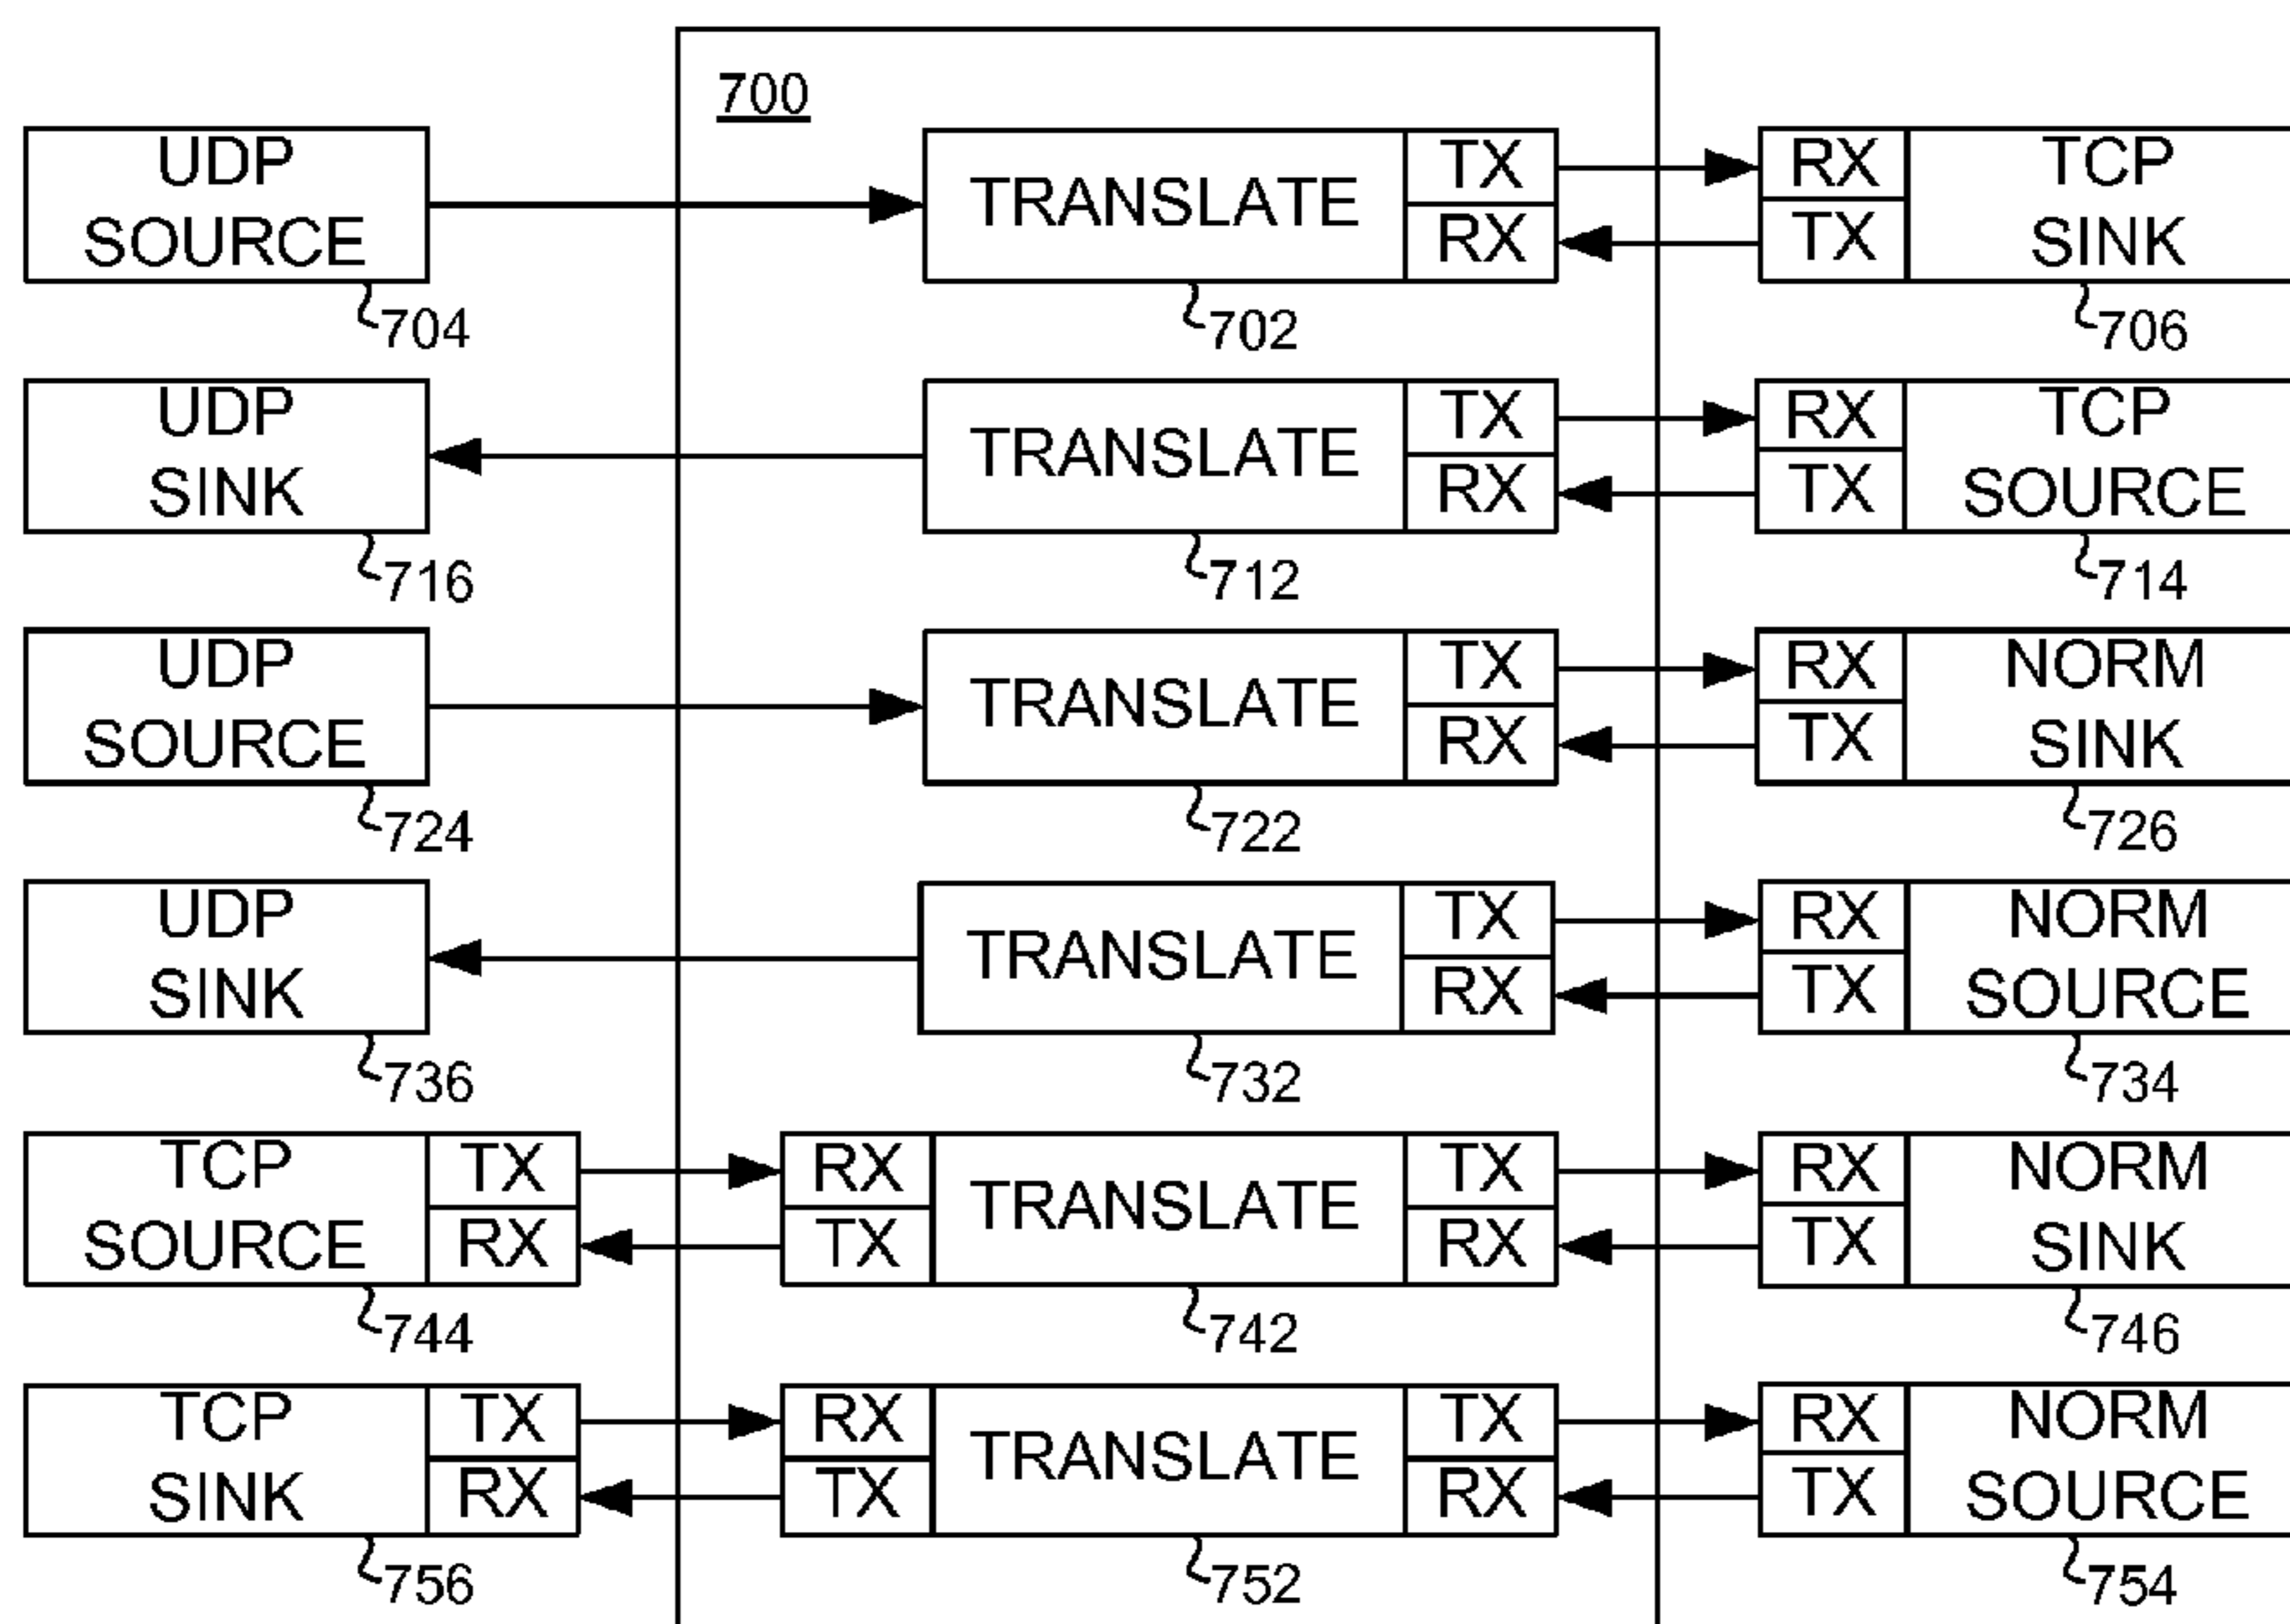 700
UDP SOURCE
TRANSLATE
TX
RX
RX
TX
TCP SINK
704
702
706
UDP SINK
TRANSLATE
TX
RX
RX
TX
TCP SOURCE
716
712
714
UDP SOURCE
TRANSLATE
TX
RX
RX
TX
NORM SINK
724
722
726
UDP SINK
TRANSLATE
TX
RX
RX
TX
NORM SOURCE
736
732
734
TCP SOURCE
TX
RX
RX
TX
TRANSLATE
TX
RX
RX
TX
NORM SINK
744
742
746
TCP SINK
TX
RX
RX
TX
TRANSLATE
TX
RX
RX
TX
NORM SOURCE
756
752
754